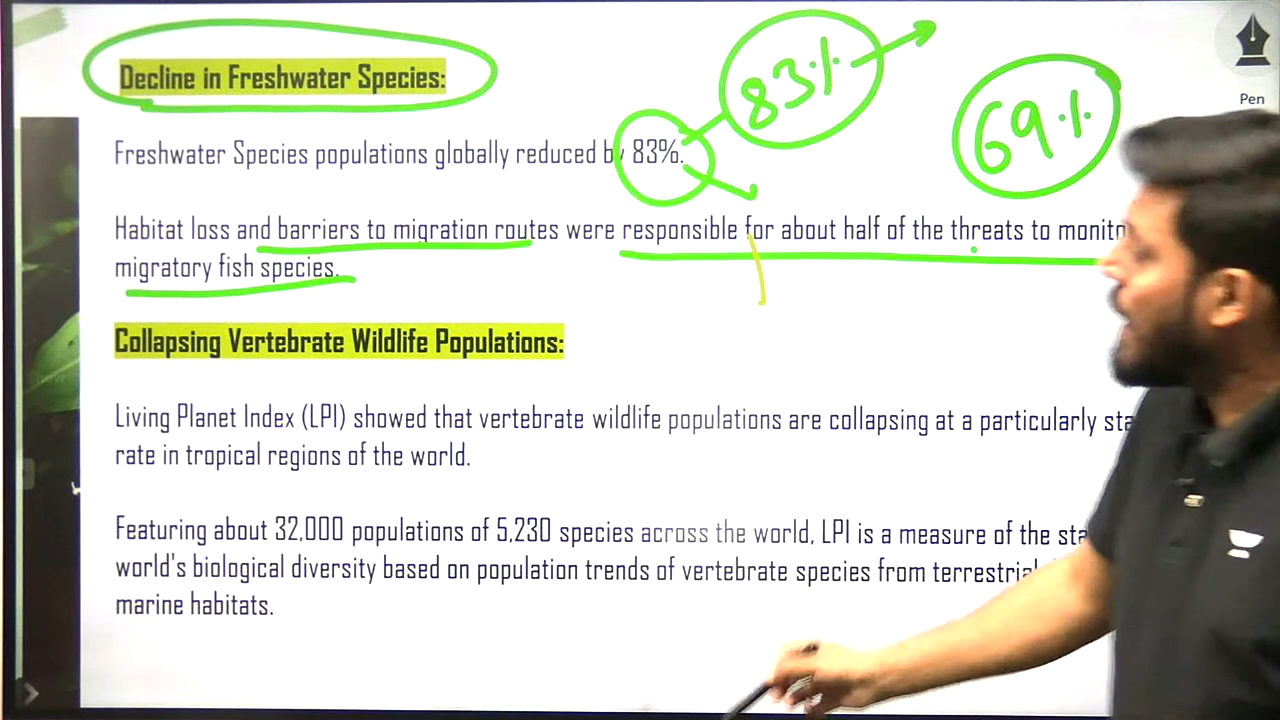 Decline in Freshwater Species:
83%
69%
Pen
Freshwater Species populations globally reduced by 83%.
Habitat loss and barriers to migration routes were responsible for about half of the threats to
migratory fish species.
Collapsing Vertebrate Wildlife Populations:
Living Planet Index (LPI) showed that vertebrate wildlife populations are collapsing at a particularly
rate in tropical regions of the world.
Featuring about 32,000 populations of 5,230 species across the world, LPI is a measure of the
world's biological diversity based on population trends of vertebrate species from terrestrial
marine habitats.